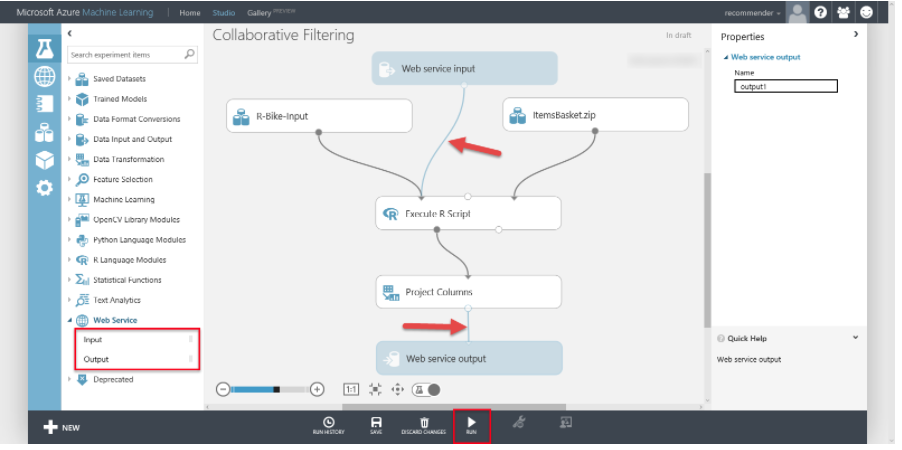 Microsoft Azure Machine Learning | Home Studio Gallery PREVIEW recommender
Search experiment items
Saved Datasets
Trained Models
Data Format Conversions
Data Input and Output
Data Transformation
Feature Selection
Machine Learning
OpenCV Library Modules
Python Language Modules
R Language Modules
Statistical Functions
Text Analytics
Web Service
Input
Output
Deprecated
Collaborative Filtering
In draft
Web service input
R-Bike-Input
ItemsBasket.zip
Execute R Script
Project Columns
Web service output
1:1
Properties
Web service output
Name
output1
Quick Help
Web service output
NEW
RUN HISTORY
SAVE
DISCARD CHANGES
RUN